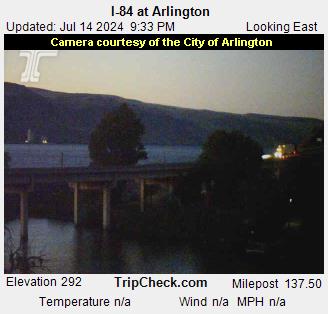 I-84 at Arlington
Updated: Jul 14 2024 9:33 PM Looking East
Camera courtesy of the City of Arlington
Elevation 292 TripCheck.com Milepost 137.50
Temperature n/a Wind n/a MPH n/a